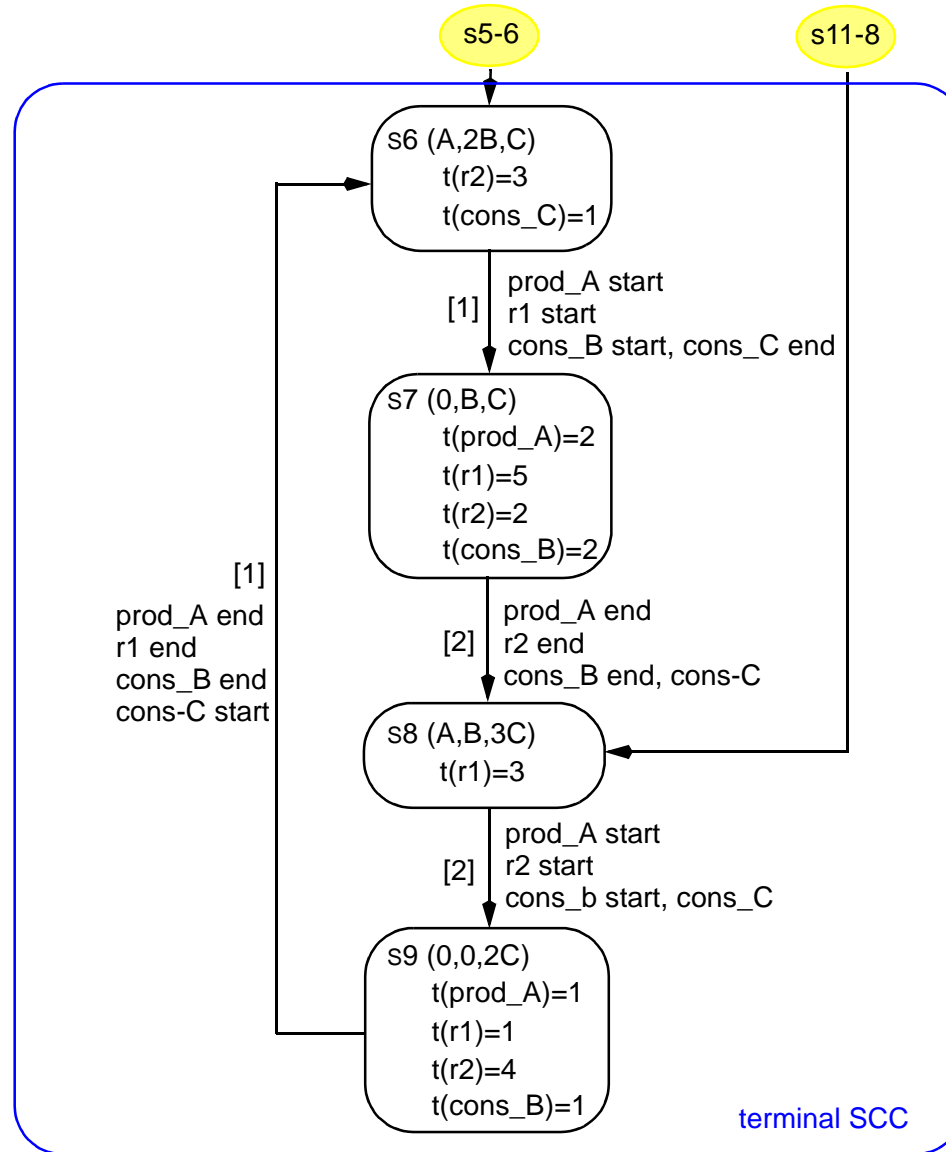 s5-6
s11-8
s6 (A,2B,C)
t(r2)=3
t(cons_C)=1
[1]
prod_A start
r1 start
cons_B start, cons_C end
s7 (0,B,C)
t(prod_A)=2
t(r1)=5
t(r2)=2
t(cons_B)=2
[1]
prod_A end
r1 end
cons_B end
cons-C start
[2]
prod_A end
r2 end
cons_B end, cons-C
s8 (A,B,3C)
t(r1)=3
[2]
prod_A start
r2 start
cons_b start, cons_C
s9 (0,0,2C)
t(prod_A)=1
t(r1)=1
t(r2)=4
t(cons_B)=1
terminal SCC